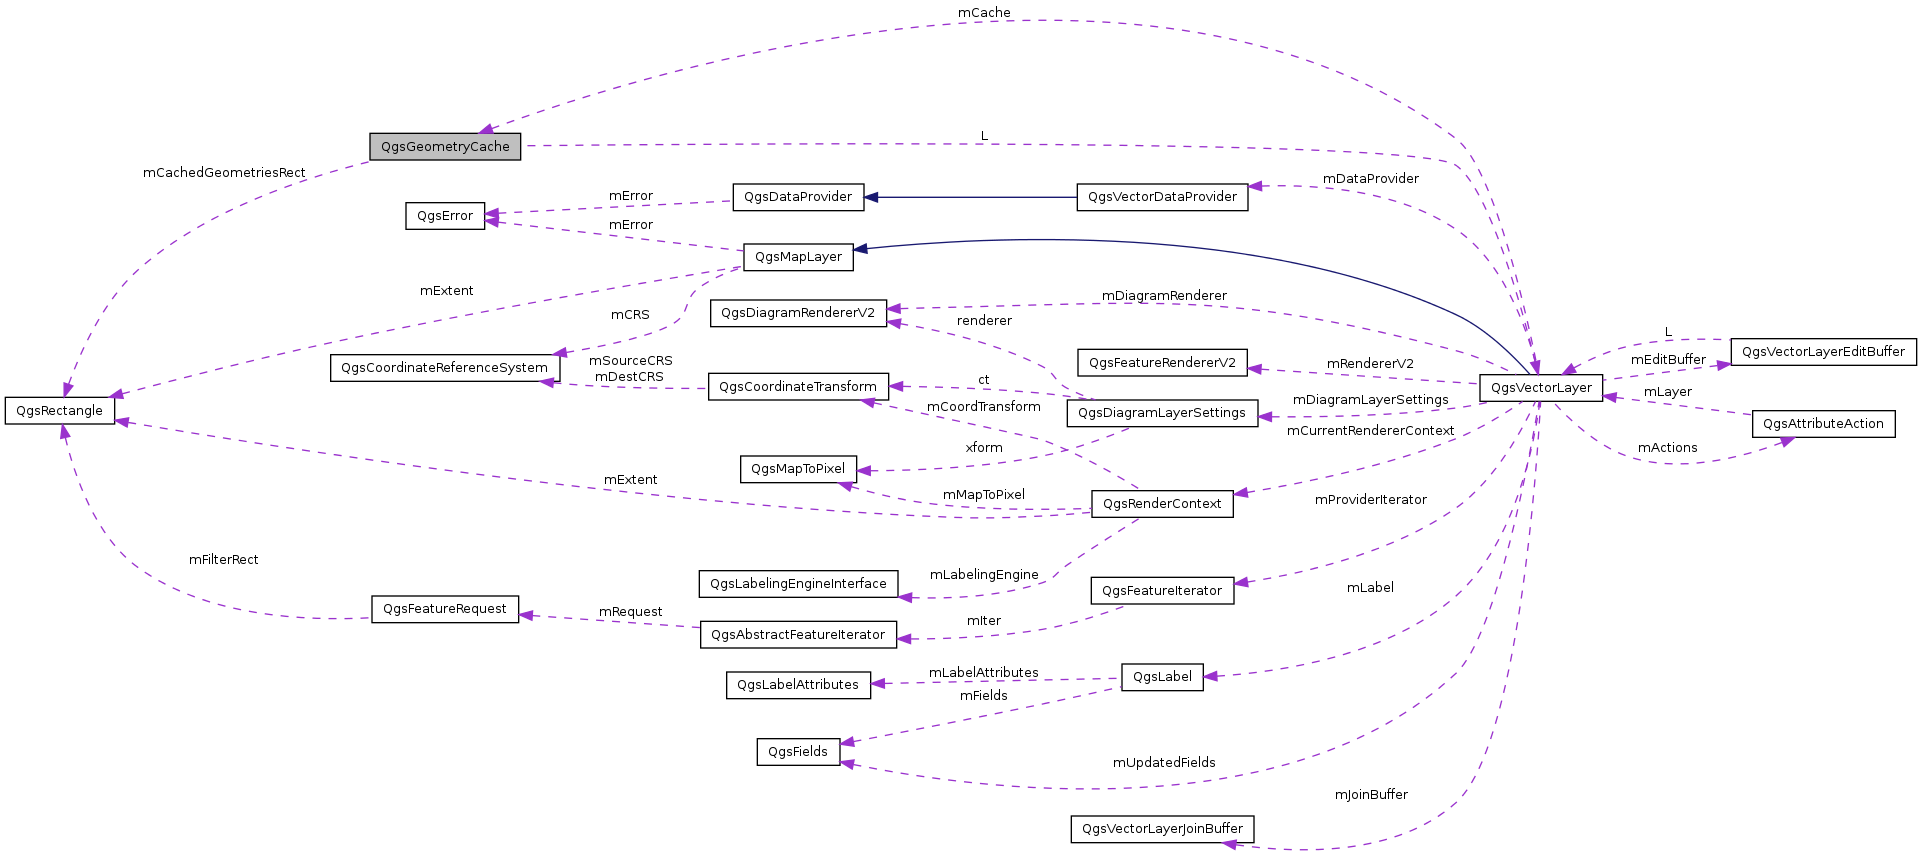 mCache
QgsGeometryCache
L
mCachedGeometriesRect
mDataProvider
mError
QgsDataProvider
QgsVectorDataProvider
QgsError
mError
QgsMapLayer
mExtent
mDiagramRenderer
mCRS
QgsDiagramRendererV2
renderer
L
QgsVectorLayerEditBuffer
mSourceCRS
mDestCRS
QgsCoordinateReferenceSystem
QgsFeatureRendererV2
mRendererV2
mEditBuffer
QgsCoordinateTransform
ct
QgsVectorLayer
mLayer
QgsRectangle
mCoordTransform
QgsDiagramLayerSettings
mDiagramLayerSettings
QgsAttributeAction
mCurrentRendererContext
xform
mActions
QgsMapToPixel
mExtent
mMapToPixel
QgsRenderContext
mProviderIterator
mFilterRect
mLabelingEngine
QgsLabelingEngineInterface
QgsFeatureIterator
mLabel
QgsFeatureRequest
mRequest
mIter
QgsAbstractFeatureIterator
mLabelAttributes
QgsLabel
QgsLabelAttributes
mFields
QgsFields
mUpdatedFields
mJoinBuffer
QgsVectorLayerJoinBuffer